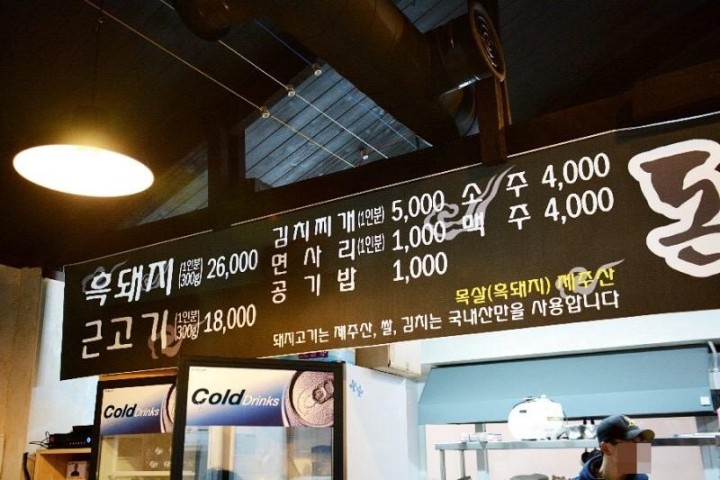 흑돼지 (1인분 300g) 26,000
근고기 (1인분 300g) 18,000
김치찌개 (1인분) 5,000
면사리 (1인분) 1,000
공기밥 1,000
소주 4,000
맥주 4,000
목살(흑돼지) 제주산
돼지고기는 제주산, 쌀, 김치는 국내산만을 사용합니다
돈
Cold Drinks
Cold Drinks